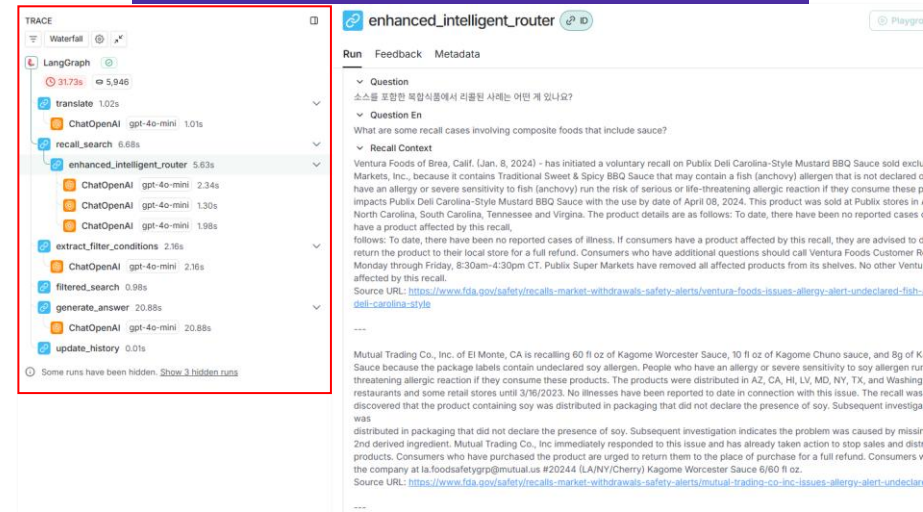 TRACE
Waterfall
LangGraph
31.73s 5,946
translate 1.02s
ChatOpenAI gpt-4o-mini 1.01s
recall_search 6.68s
enhanced_intelligent_router 5.63s
ChatOpenAI gpt-4o-mini 2.34s
ChatOpenAI gpt-4o-mini 1.30s
ChatOpenAI gpt-4o-mini 1.98s
extract_filter_conditions 2.16s
ChatOpenAI gpt-4o-mini 2.16s
filtered_search 0.98s
generate_answer 20.88s
ChatOpenAI gpt-4o-mini 20.88s
update_history 0.01s
Some runs have been hidden. Show 3 hidden runs
enhanced_intelligent_router ID
Run Feedback Metadata
Question
소스를 포함한 복합식품에서 리콜된 사례는 어떤 게 있나요?
Question En
What are some recall cases involving composite foods that include sauce?
Recall Context
Ventura Foods of Brea, Calif. (Jan. 8, 2024) - has initiated a voluntary recall on Publix Deli Carolina-Style Mustard BBQ Sauce sold
Markets, Inc., because it contains Traditional Sweet & Spicy BBQ Sauce that may contain a fish (anchovy) allergen that is not declared
have an allergy or severe sensitivity to fish (anchovy) run the risk of serious or life-threatening allergic reaction if they consume these
impacts Publix Deli Carolina-Style Mustard BBQ Sauce with the use by date of April 08, 2024. This product was sold at Publix stores in
North Carolina, South Carolina, Tennessee and Virgina. The product details are as follows: To date, there have been no reported cases
have a product affected by this recall,
follows: To date, there have been no reported cases of illness. If consumers have a product affected by this recall, they are advised to
return the product to their local store for a full refund. Consumers who have additional questions should call Ventura Foods Customer
Monday through Friday, 8:30am-4:30pm CT. Publix Super Markets have removed all affected products from its shelves. No other
affected by this recall.
Source URL: https://www.fda.gov/safety/recalls-market-withdrawals-safety-alerts/ventura-foods-issues-allergy-alert-undeclared-fish-
deli-carolina-style
---
Mutual Trading Co., Inc. of El Monte, CA is recalling 60 fl oz of Kagome Worcester Sauce, 10 fl oz of Kagome Chuno sauce, and 8g of
Sauce because the package labels contain undeclared soy allergen. People who have an allergy or severe sensitivity to soy allergen
threatening allergic reaction if they consume these products. The products were distributed in AZ, CA, HI, LV, MD, NY, TX, and
restaurants and some retail stores until 3/16/2023. No illnesses have been reported to date in connection with this issue. The recall was
discovered that the product containing soy was distributed in packaging that did not declare the presence of soy. Subsequent
was
distributed in packaging that did not declare the presence of soy. Subsequent investigation indicates the problem was caused by
2nd derived ingredient. Mutual Trading Co., Inc immediately responded to this issue and has already taken action to stop sales and
products. Consumers who have purchased the product are urged to return them to the place of purchase for a full refund. Consumers
the company at la.foodsafetygrp@mutual.us #20244 (LA/NY/Cherry) Kagome Worcester Sauce 6/60 fl oz.
Source URL: https://www.fda.gov/safety/recalls-market-withdrawals-safety-alerts/mutual-trading-co-inc-issues-allergy-alert-
---